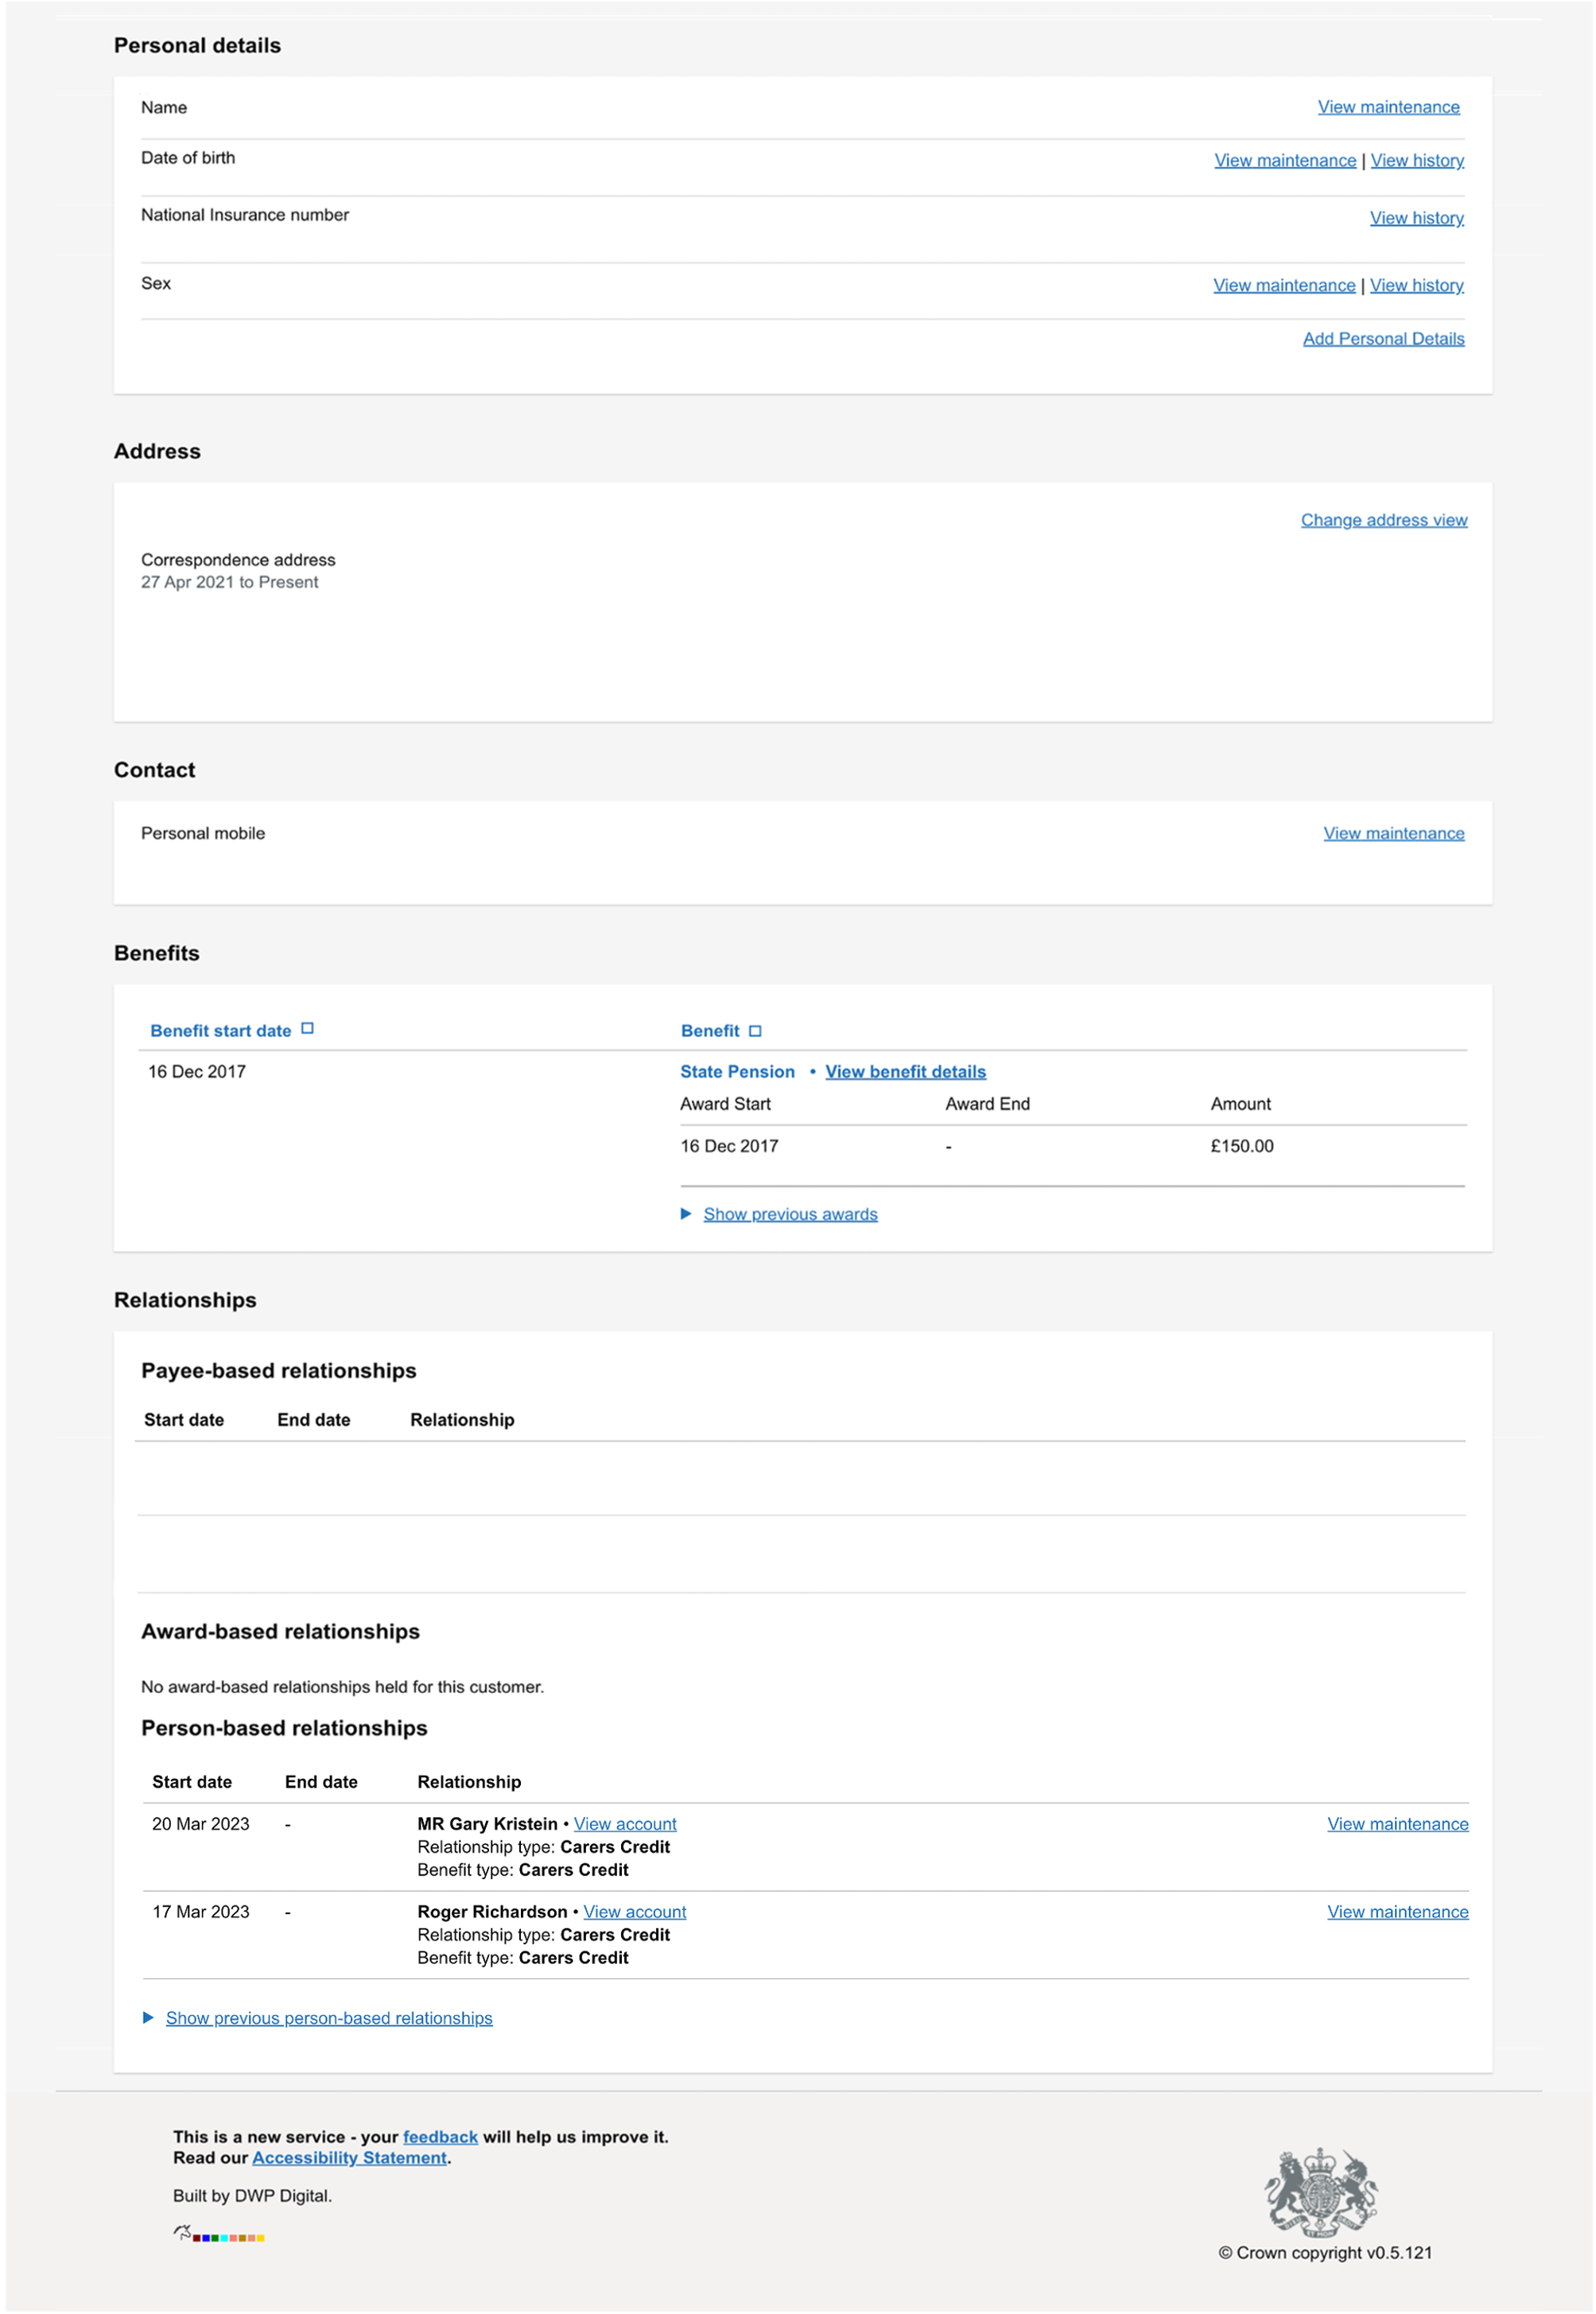 Personal details
Name View maintenance
Date of birth View maintenance | View history
National Insurance number View history
Sex View maintenance | View history
Add Personal Details
Address
Change address view
Correspondence address
27 Apr 2021 to Present
Contact
Personal mobile View maintenance
Benefits
Benefit start date Benefit
16 Dec 2017 State Pension • View benefit details
Award Start Award End Amount
16 Dec 2017 - £150.00
Show previous awards
Relationships
Payee-based relationships
Start date End date Relationship
Award-based relationships
No award-based relationships held for this customer.
Person-based relationships
Start date End date Relationship
20 Mar 2023 - MR Gary Kristein • View account View maintenance
Relationship type: Carers Credit
Benefit type: Carers Credit
17 Mar 2023 - Roger Richardson • View account View maintenance
Relationship type: Carers Credit
Benefit type: Carers Credit
Show previous person-based relationships
This is a new service - your feedback will help us improve it.
Read our Accessibility Statement.
Built by DWP Digital.
© Crown copyright v0.5.121